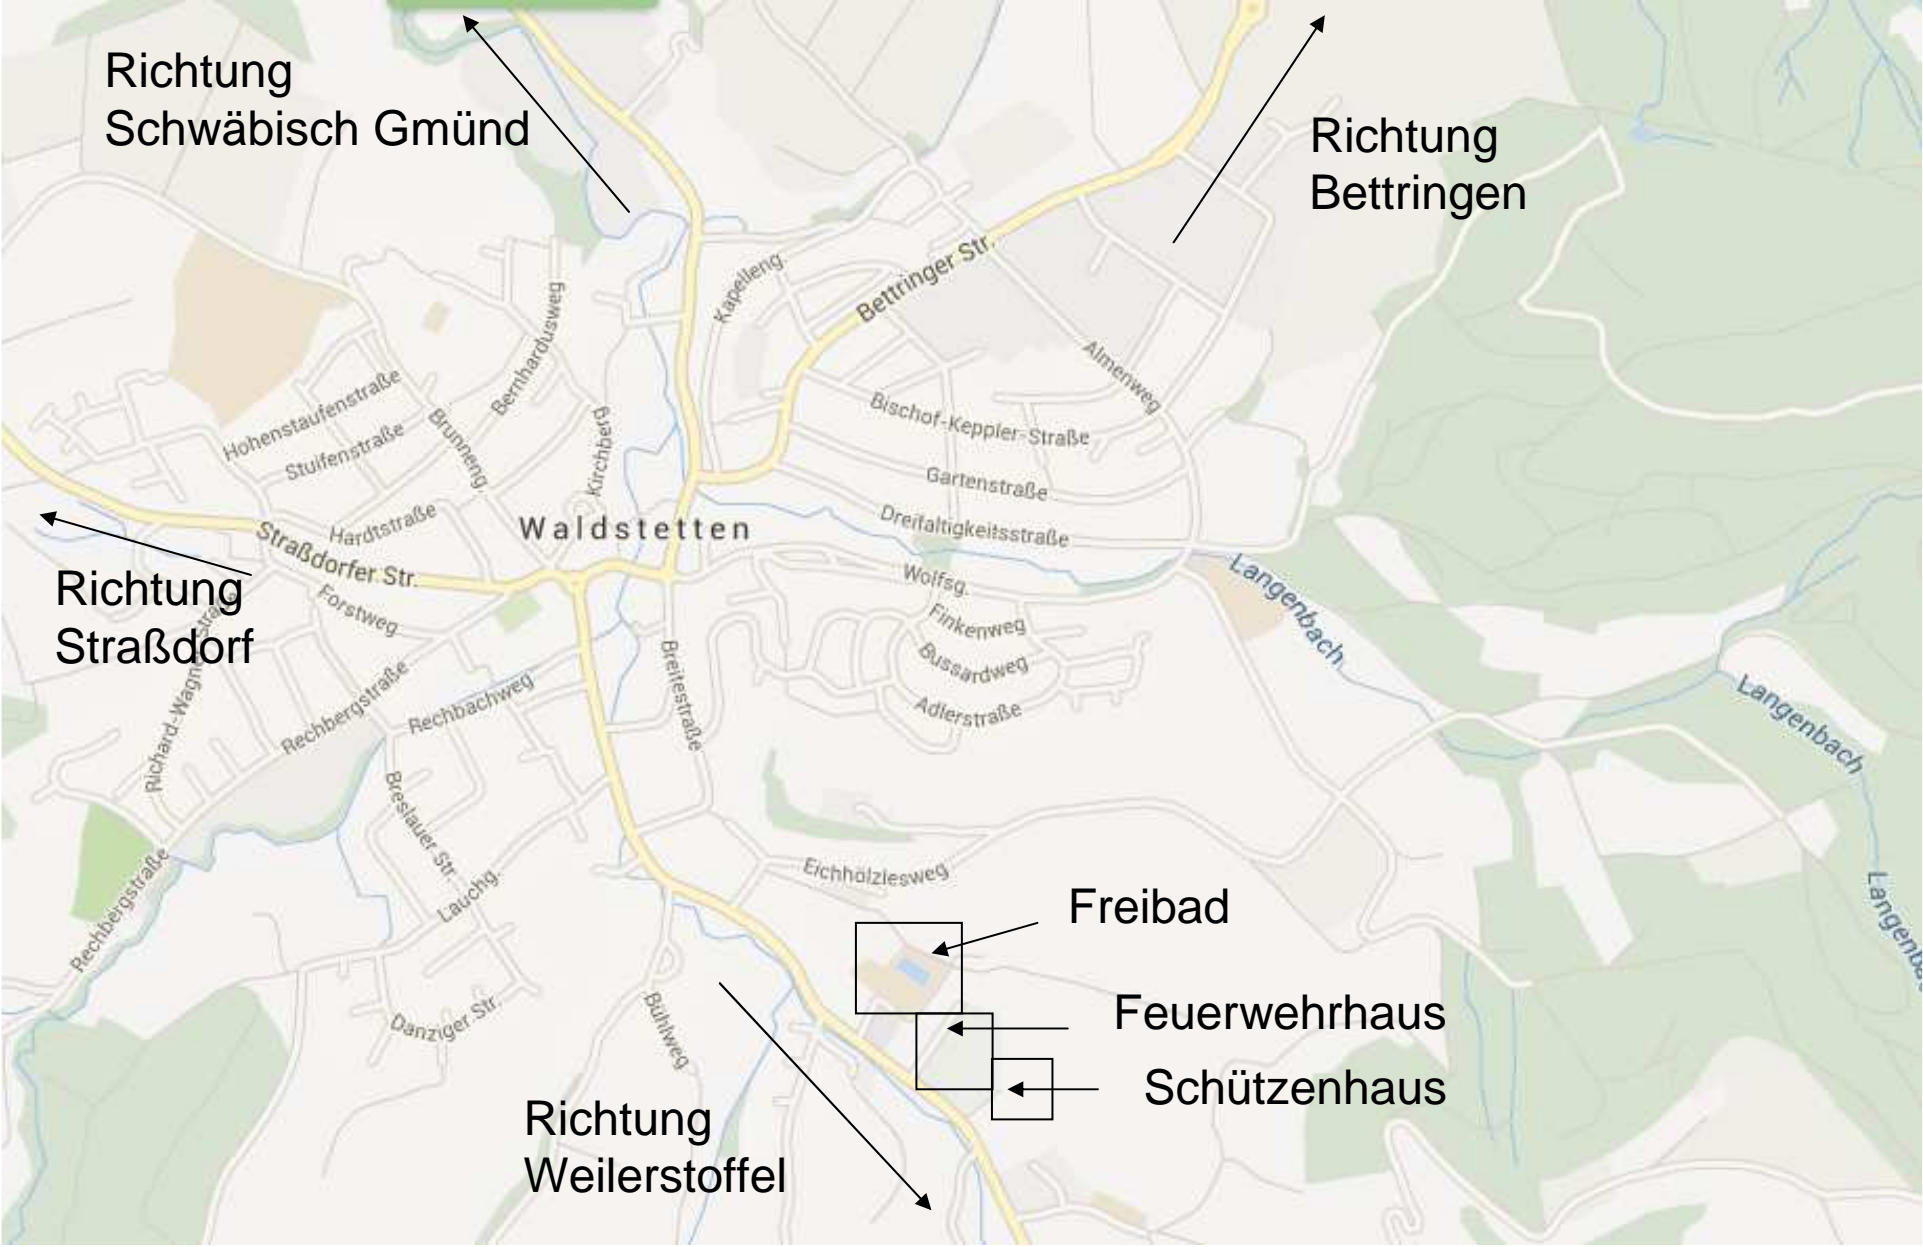 Richtung
Schwäbisch Gmünd
Richtung
Bettringen
Kapelleng.
Bettringer Str.
Bernhardusweg
Almenweg
Hohenstaufenstraße
Stuifenstraße
Brunneng.
Kirchberg
Bischof-Keppler-Straße
Gartenstraße
Hardtstraße
Waldstetten
Dreifaltigkeitsstraße
Straßdorfer Str.
Richtung
Straßdorf
Forstweg
Wolfsg.
Langenbach
Finkenweg
Bussardweg
Richard-Wagner-Straße
Rechbergstraße
Rechbachweg
Breitestraße
Adlerstraße
Langenbach
Breslauer Str.
Lauchg.
Eichhölzlesweg
Rechbergstraße
Freibad
Langenba
Danziger Str
Bühlweg
Feuerwehrhaus
Schützenhaus
Richtung
Weilerstoffel